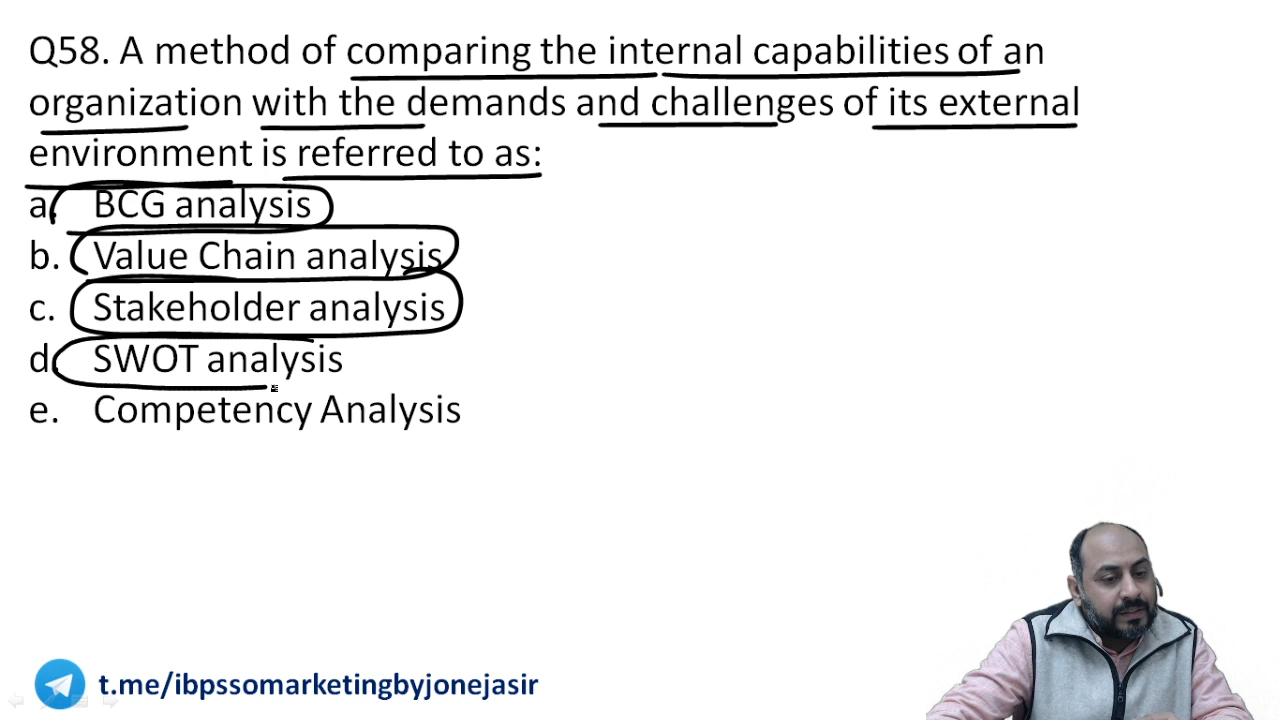 Q58. A method of comparing the internal capabilities of an
organization with the demands and challenges of its external
environment is referred to as:
a. BCG analysis
b. Value Chain analysis
c. Stakeholder analysis
d. SWOT analysis
e. Competency Analysis
t.me/ibpssomarketingbyjonejasir